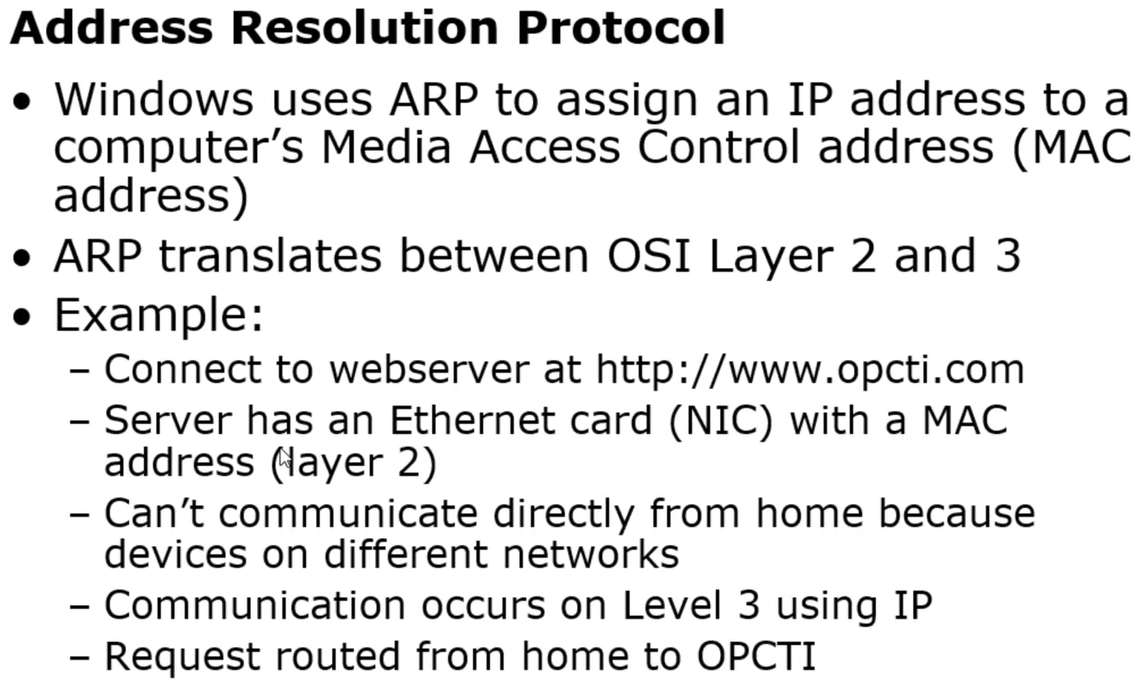 Address Resolution Protocol
• Windows uses ARP to assign an IP address to a
computer’s Media Access Control address (MAC
address)
• ARP translates between OSI Layer 2 and 3
• Example:
– Connect to webserver at http://www.opcti.com
– Server has an Ethernet card (NIC) with a MAC
address (layer 2)
– Can’t communicate directly from home because
devices on different networks
– Communication occurs on Level 3 using IP
– Request routed from home to OPCTI